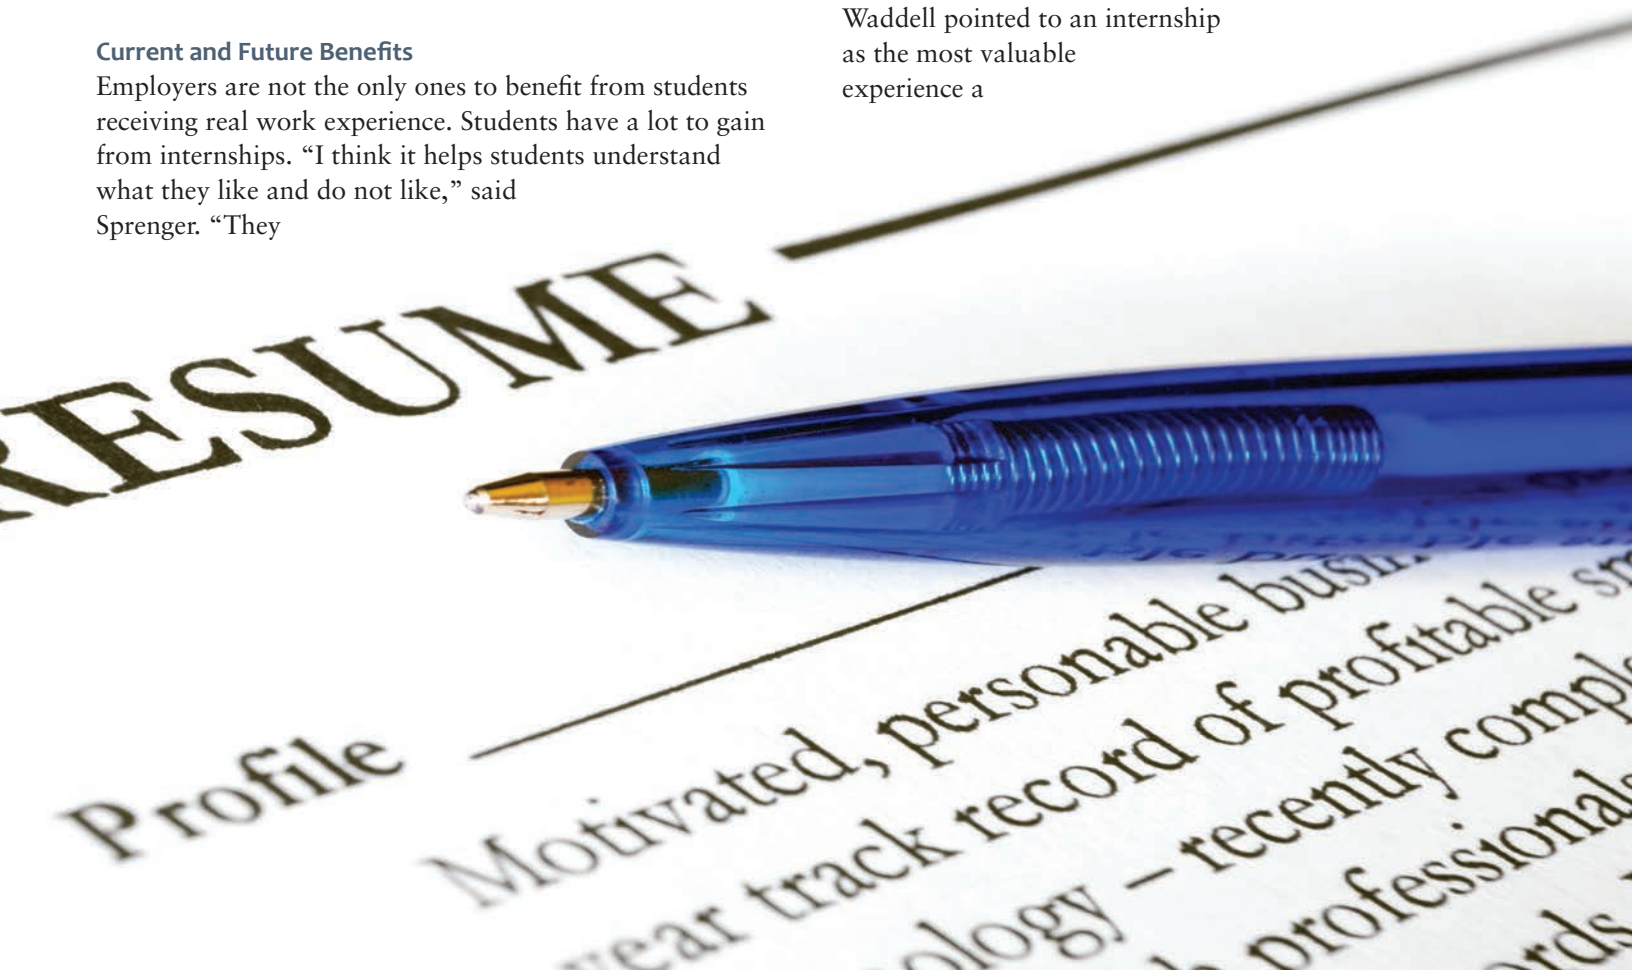 Current and Future Benefits
Employers are not the only ones to benefit from students
receiving real work experience. Students have a lot to gain
from internships. “I think it helps students understand
what they like and do not like,” said
Sprenger. “They
Waddell pointed to an internship
as the most valuable
experience a
RESUME
Profile
Motivated, personable
year track record of profitable
recently
professionals